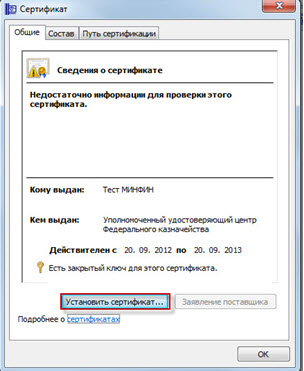 Сертификат
Общие Состав Путь сертификации
Сведения о сертификате
Недостаточно информации для проверки этого
сертификата.
Кому выдан: Тест МИНФИН
Кем выдан: Уполномоченный удостоверяющий центр
Федерального казначейства
Действителен с 20. 09. 2012 по 20. 09. 2013
Есть закрытый ключ для этого сертификата.
Установить сертификат... Заявление поставщика
Подробнее о сертификатах
OK